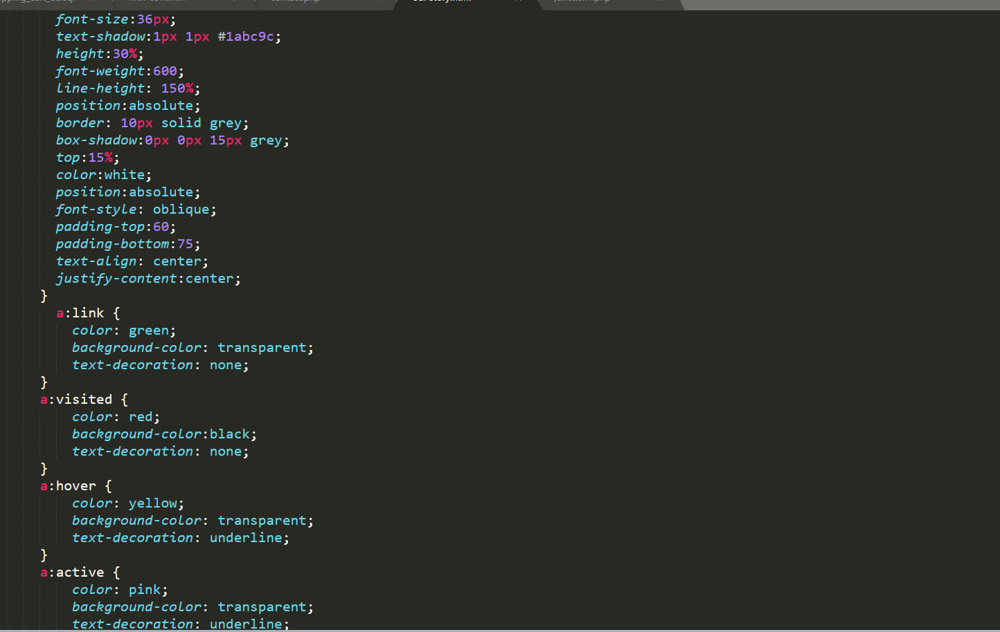 font-size:36px;
text-shadow:1px 1px #1abc9c;
height:30%;
font-weight:600;
line-height: 150%;
position:absolute;
border: 10px solid grey;
box-shadow:0px 0px 15px grey;
top:15%;
color:white;
position:absolute;
font-style: oblique;
padding-top:60;
padding-bottom:75;
text-align: center;
justify-content:center;
}
a:link {
color: green;
background-color: transparent;
text-decoration: none;
}
a:visited {
color: red;
background-color:black;
text-decoration: none;
}
a:hover {
color: yellow;
background-color: transparent;
text-decoration: underline;
}
a:active {
color: pink;
background-color: transparent;
text-decoration: underline;